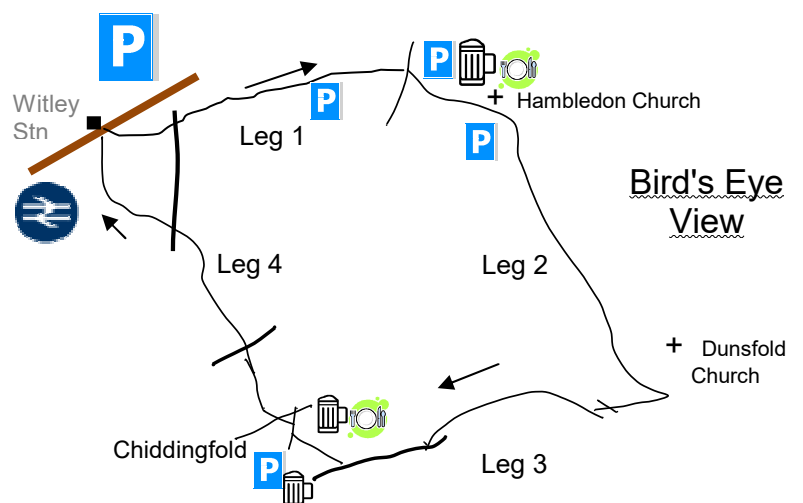 P
Witley
Stn
P
P
Hambledon Church
Leg 1
P
Bird's Eye
View
Leg 2
Leg 4
Dunsfold
Church
Chiddingfold
P
Leg 3